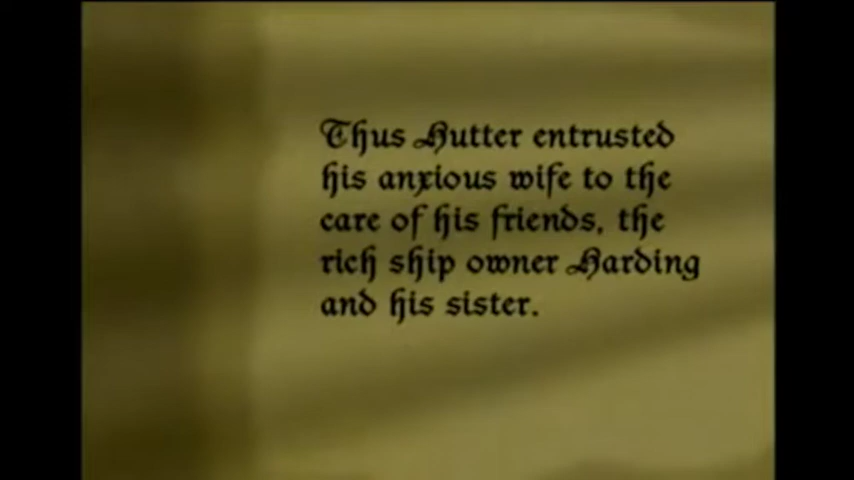 Thus Hutter entrusted
his anxious wife to the
care of his friends, the
rich ship owner Harding
and his sister.